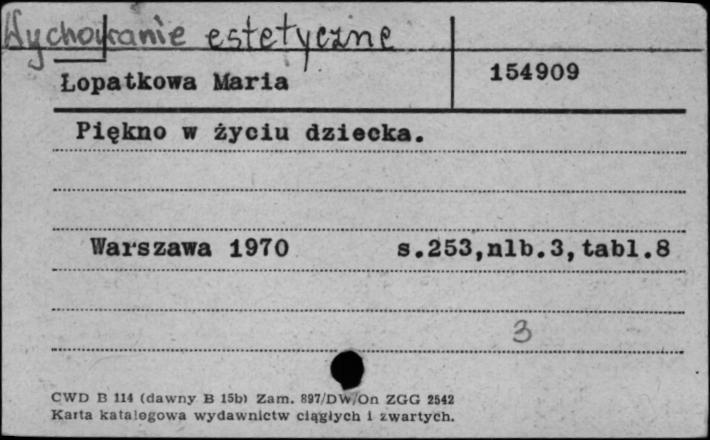 Wychowanie estetyczne
Łopatkowa Maria
154909
Piękno w życiu dziecka.
Warszawa 1970 s.253,nlb.3,tabl.8
3
CWD B 114 (dawny B 15b) Zam. 897/DW/On ZGG 2542
Karta katalogowa wydawnictw ciągłych i zwartych.